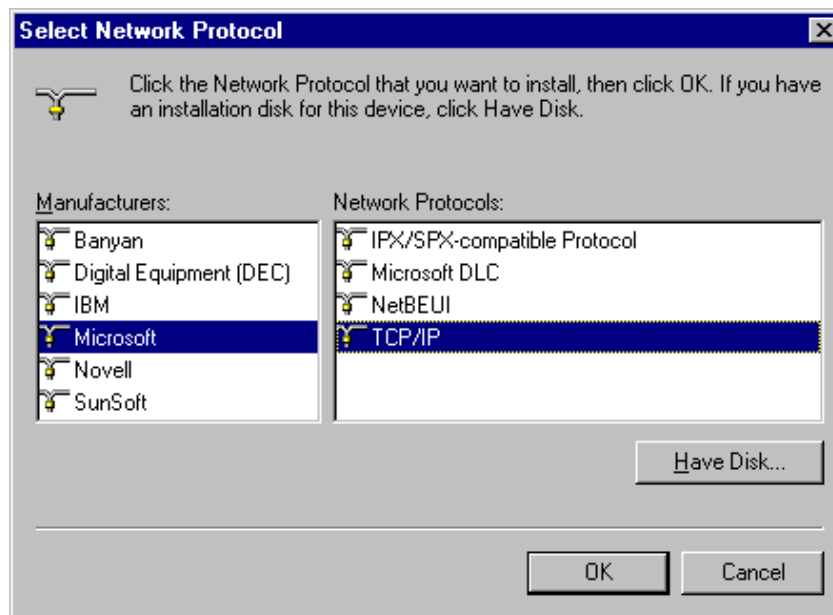 Select Network Protocol
Click the Network Protocol that you want to install, then click OK. If you have
an installation disk for this device, click Have Disk.
Manufacturers:
Banyan
Digital Equipment (DEC)
IBM
Microsoft
Novell
SunSoft
Network Protocols:
IPX/SPX-compatible Protocol
Microsoft DLC
NetBEUI
TCP/IP
Have Disk...
OK
Cancel